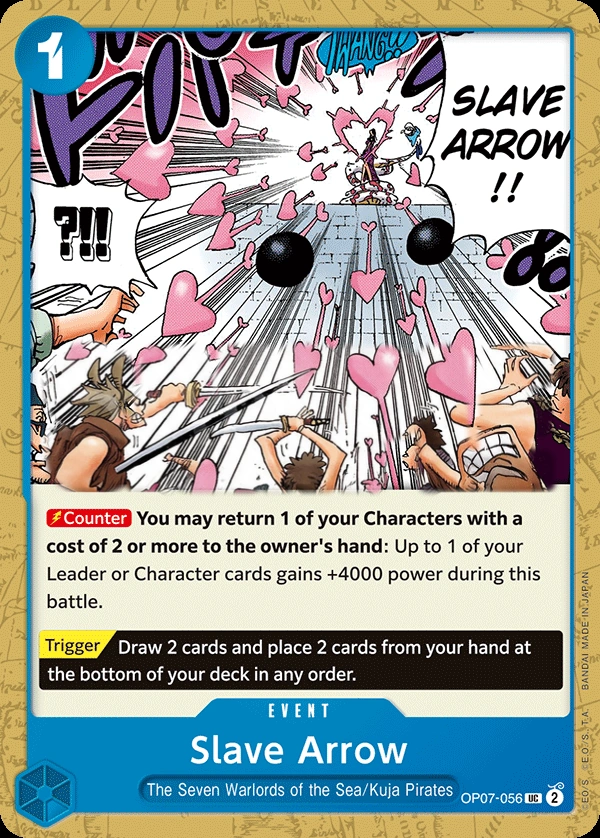 1
TWANG!!
SLAVE
ARROW
!!
?!!
⚡Counter You may return 1 of your Characters with a
cost of 2 or more to the owner's hand: Up to 1 of your
Leader or Character cards gains +4000 power during this
battle.
Trigger Draw 2 cards and place 2 cards from your hand at
the bottom of your deck in any order.
EVENT
Slave Arrow
The Seven Warlords of the Sea/Kuja Pirates
OP07-056 UC 2
©E.O./S., ©E.O./S.,T.A. BANDAI MADE IN JAPAN